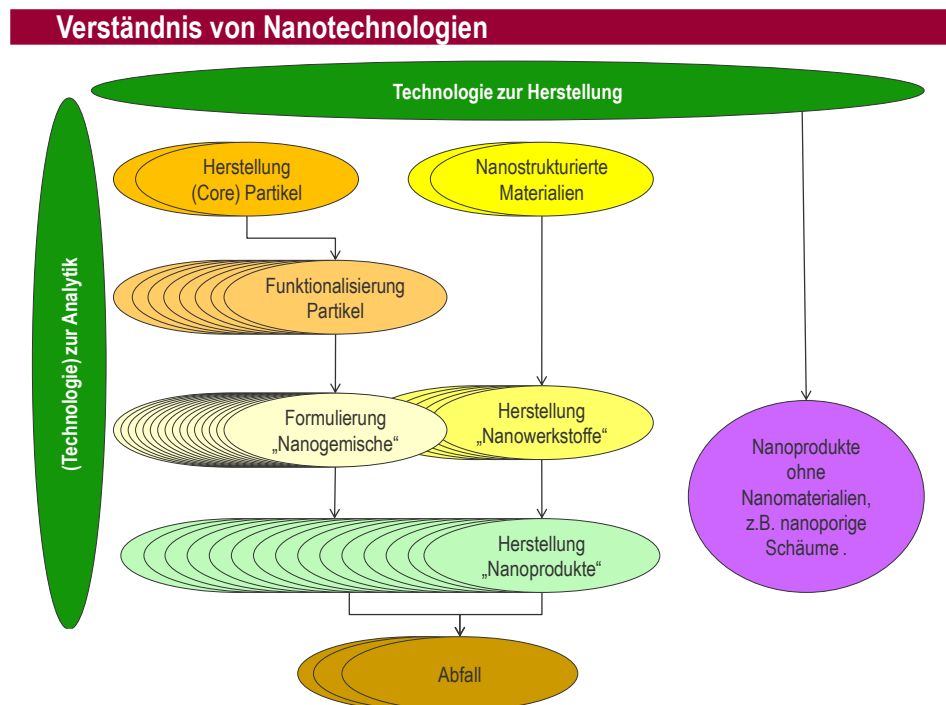 Verständnis von Nanotechnologien
Technologie zur Herstellung
(Technologie) zur Analytik
Herstellung
(Core) Partikel
Nanostrukturierte
Materialien
Funktionalisierung
Partikel
Formulierung
„Nanogemische“
Herstellung
„Nanowerkstoffe“
Nanoprodukte
ohne
Nanomaterialien,
z.B. nanoporige
Schäume .
Herstellung
„Nanoprodukte“
Abfall